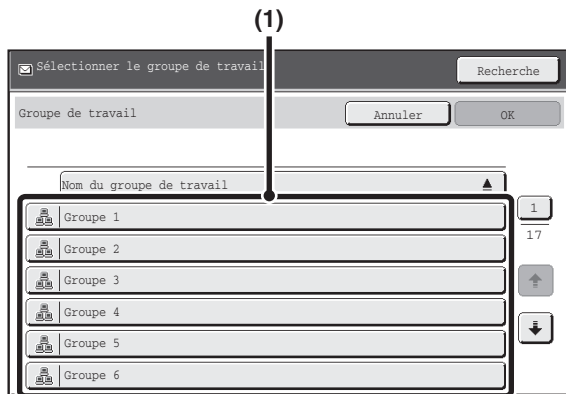 (1)
Sélectionner le groupe de travail
Recherche
Groupe de travail
Annuler
OK
Nom du groupe de travail
Groupe 1
1
17
Groupe 2
Groupe 3
Groupe 4
Groupe 5
Groupe 6